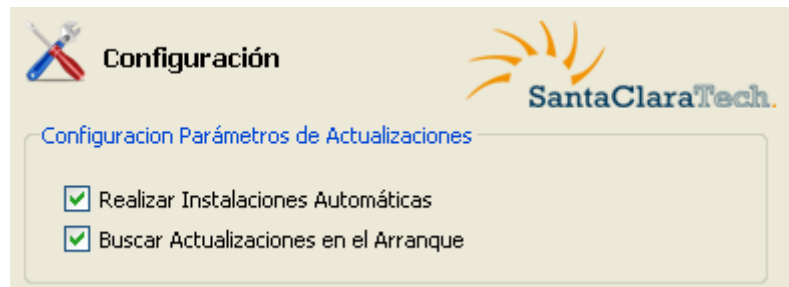 Configuración
SantaClaraTech.
Configuracion Parámetros de Actualizaciones
Realizar Instalaciones Automáticas
Buscar Actualizaciones en el Arranque